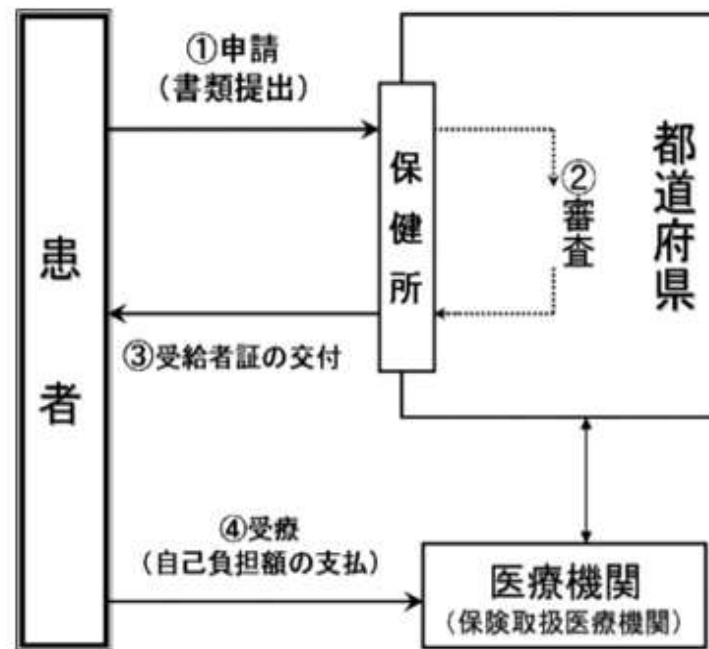 ①申請
（書類提出）
保健所
②審査
都道府県
患者
③受給者証の交付
④受療
（自己負担額の支払）
医療機関
（保険取扱医療機関）